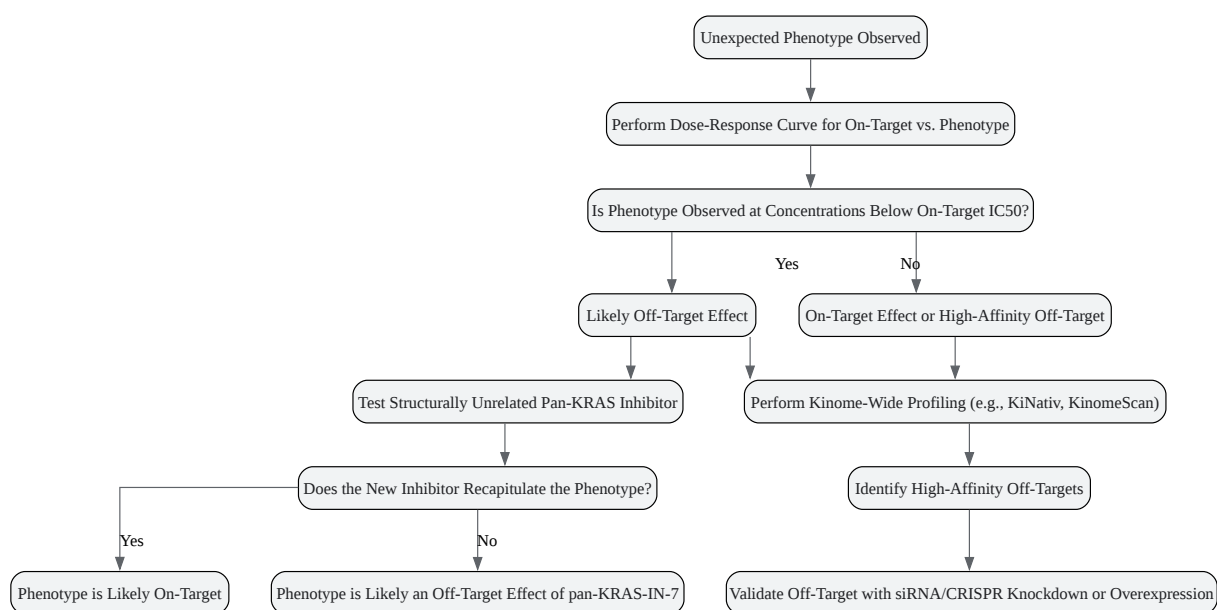 Unexpected Phenotype Observed
Perform Dose-Response Curve for On-Target vs. Phenotype
Is Phenotype Observed at Concentrations Below On-Target IC50?
Yes
No
Likely Off-Target Effect
On-Target Effect or High-Affinity Off-Target
Test Structurally Unrelated Pan-KRAS Inhibitor
Perform Kinome-Wide Profiling (e.g., KiNativ, KinomeScan)
Does the New Inhibitor Recapitulate the Phenotype?
Identify High-Affinity Off-Targets
Yes
No
Phenotype is Likely On-Target
Phenotype is Likely an Off-Target Effect of pan-KRAS-IN-7
Validate Off-Target with siRNA/CRISPR Knockdown or Overexpression